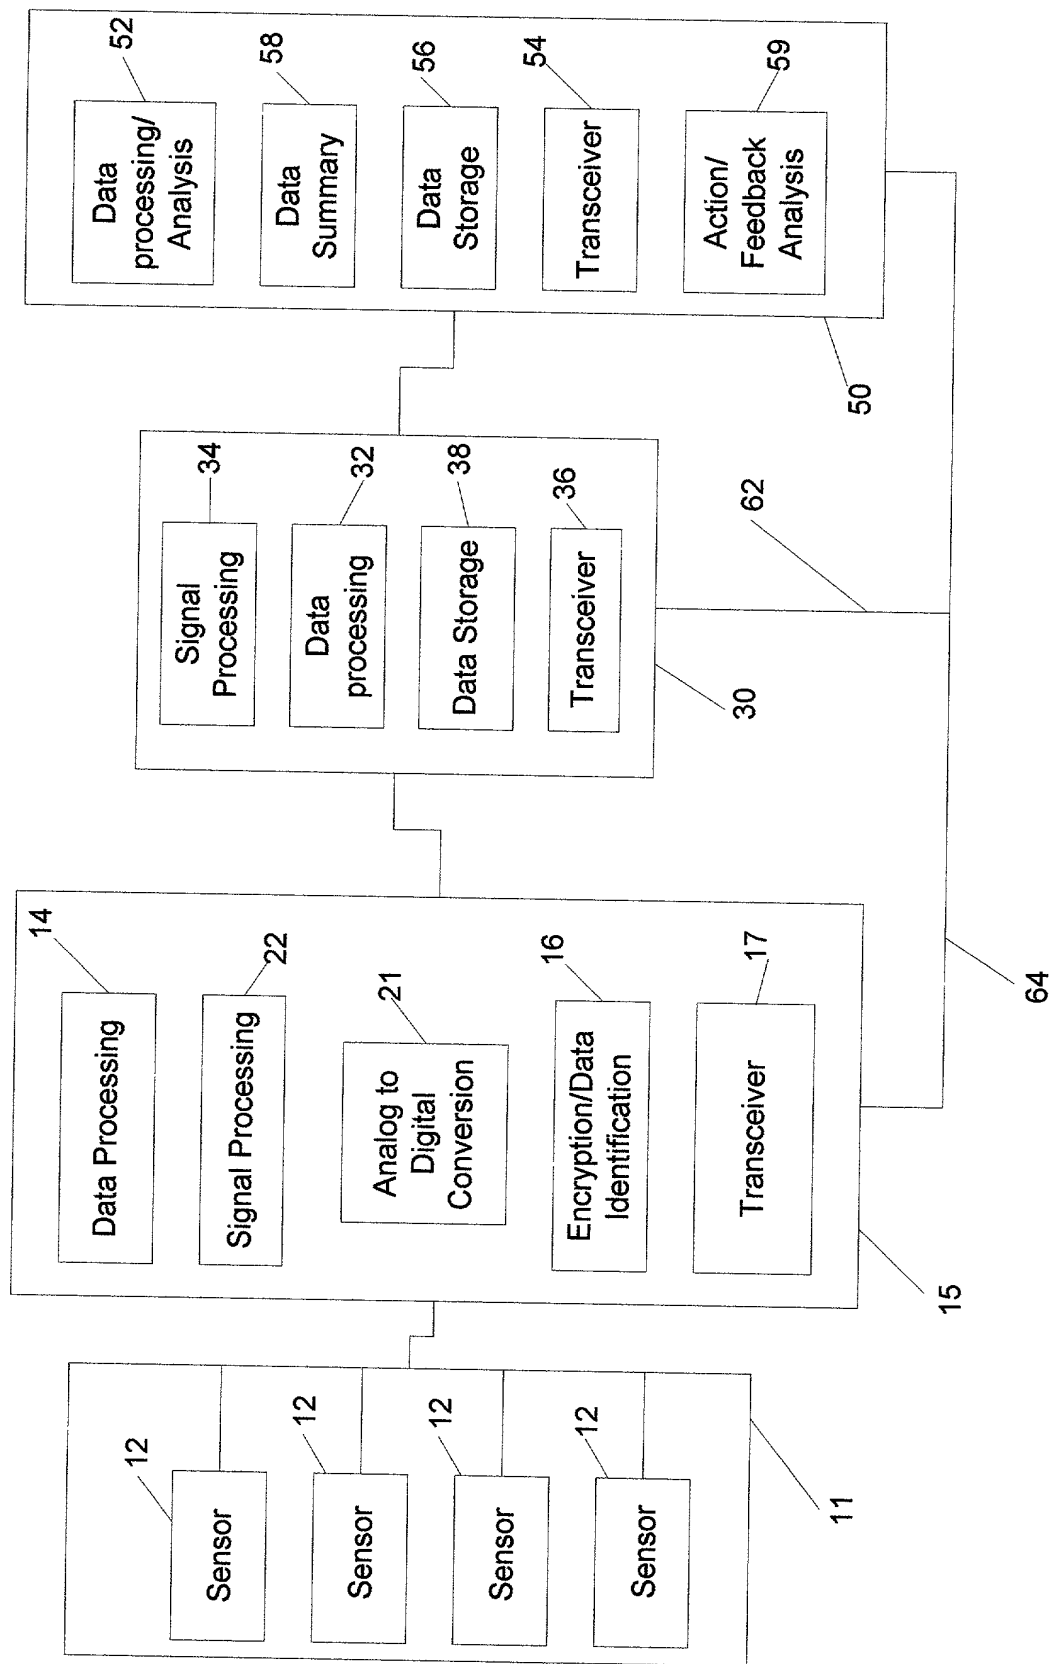 Sensor
12
Sensor
12
Sensor
12
Sensor
12
11
Data Processing
14
Signal Processing
22
Analog to
Digital
Conversion
21
Encryption/Data
Identification
16
Transceiver
17
15
Signal
Processing
34
Data
processing
32
Data Storage
38
Transceiver
36
30
Data
processing/
Analysis
52
Data
Summary
58
Data
Storage
56
Transceiver
54
Action/
Feedback
Analysis
59
50
62
64